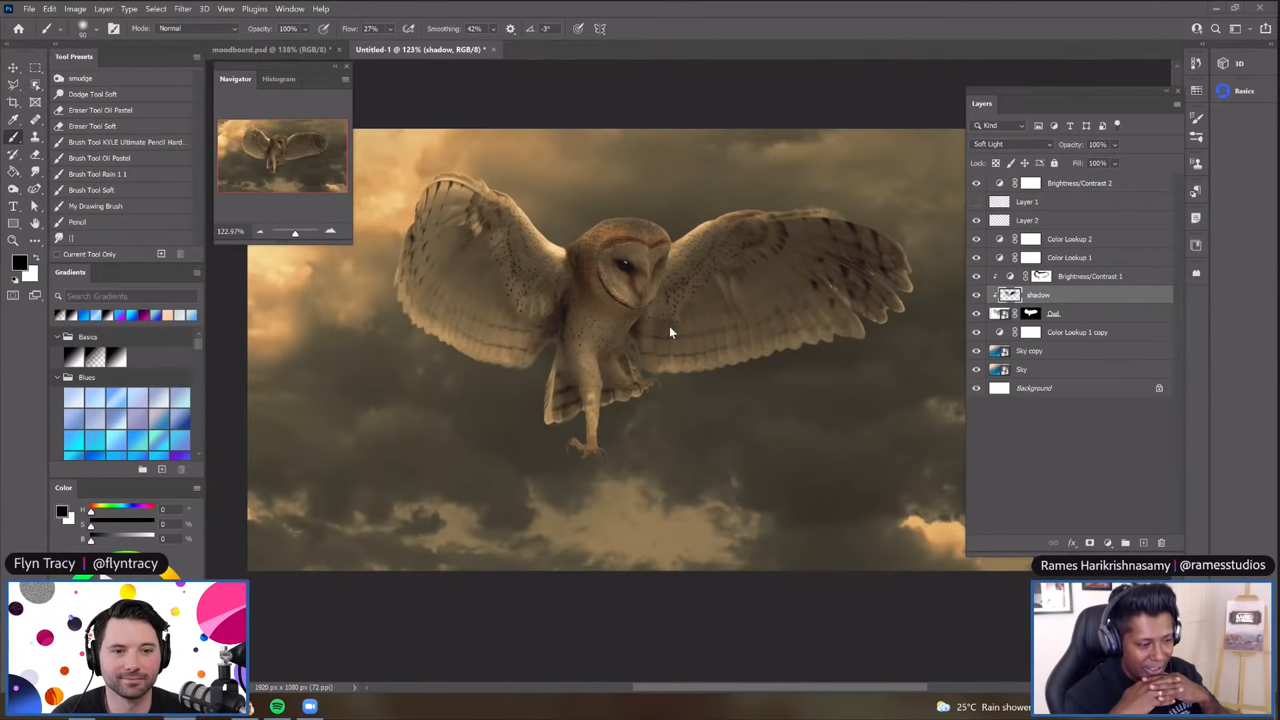 File Edit Image Layer Type Select Filter 3D View Plugins Window Help
90 Mode: Normal Opacity: 100% Flow: 27% Smoothing: 42% -3°
moodboard.psd @ 138% (RGB/8) * × Untitled-1 @ 123% (shadow, RGB/8) * ×
Tool Presets
smudge
Dodge Tool Soft
Eraser Tool Oil Pastel
Eraser Tool Soft
Brush Tool KYLE Ultimate Pencil Hard...
Brush Tool Oil Pastel
Brush Tool Rain 1 1
Brush Tool Soft
My Drawing Brush
Pencil
[[
Current Tool Only
Gradients
Search Gradients
Basics
Blues
Color
H 0 °
S 0 %
B 0 %
Navigator Histogram
122.97%
3D
Basics
Layers
Kind
Soft Light Opacity: 100%
Lock: Fill: 100%
Brightness/Contrast 2
Layer 1
Layer 2
Color Lookup 2
Color Lookup 1
Brightness/Contrast 1
shadow
Owl
Color Lookup 1 copy
Sky copy
Sky
Background
Flyn Tracy | @flyntracy
Rames Harikrishnasamy | @ramesstudios
1920 px x 1080 px (72 ppi)
25°C Rain shower